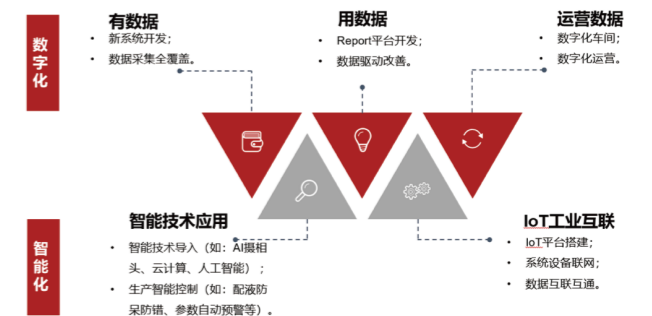 数字化
有数据
• 新系统开发；
• 数据采集全覆盖。
用数据
• Report平台开发；
• 数据驱动改善。
运营数据
• 数字化车间；
• 数字化运营。
智能化
智能技术应用
• 智能技术导入（如：AI摄相
头、云计算、人工智能）；
• 生产智能控制（如：配液防
呆防错、参数自动预警等）。
IoT工业互联
• IoT平台搭建；
• 系统设备联网；
• 数据互联互通。